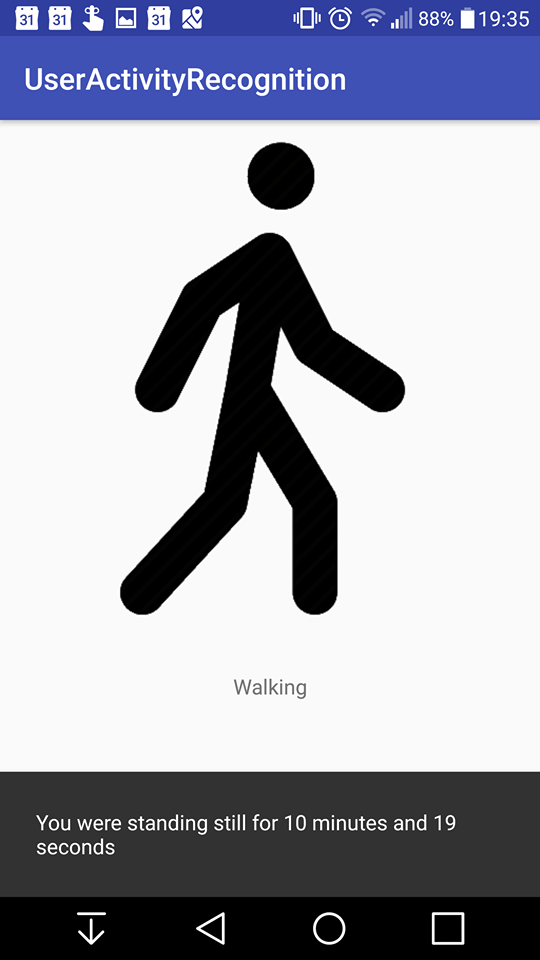 31 31 31 88% 19:35
UserActivityRecognition
Walking
You were standing still for 10 minutes and 19
seconds